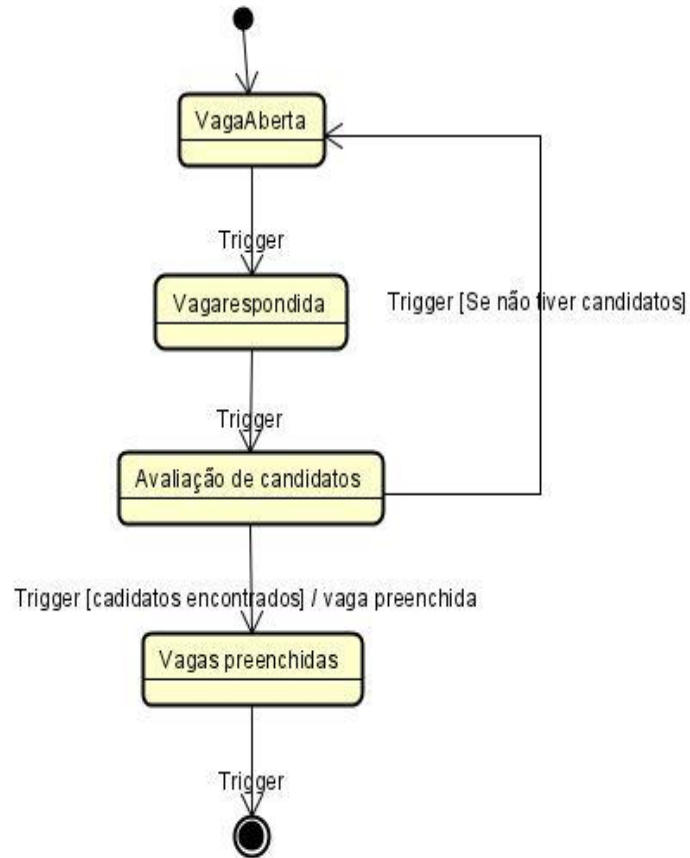 VagaAberta
Trigger
Vagarespondida
Trigger [Se não tiver candidatos]
Trigger
Avaliação de candidatos
Trigger [cadidatos encontrados] / vaga preenchida
Vagas preenchidas
Trigger